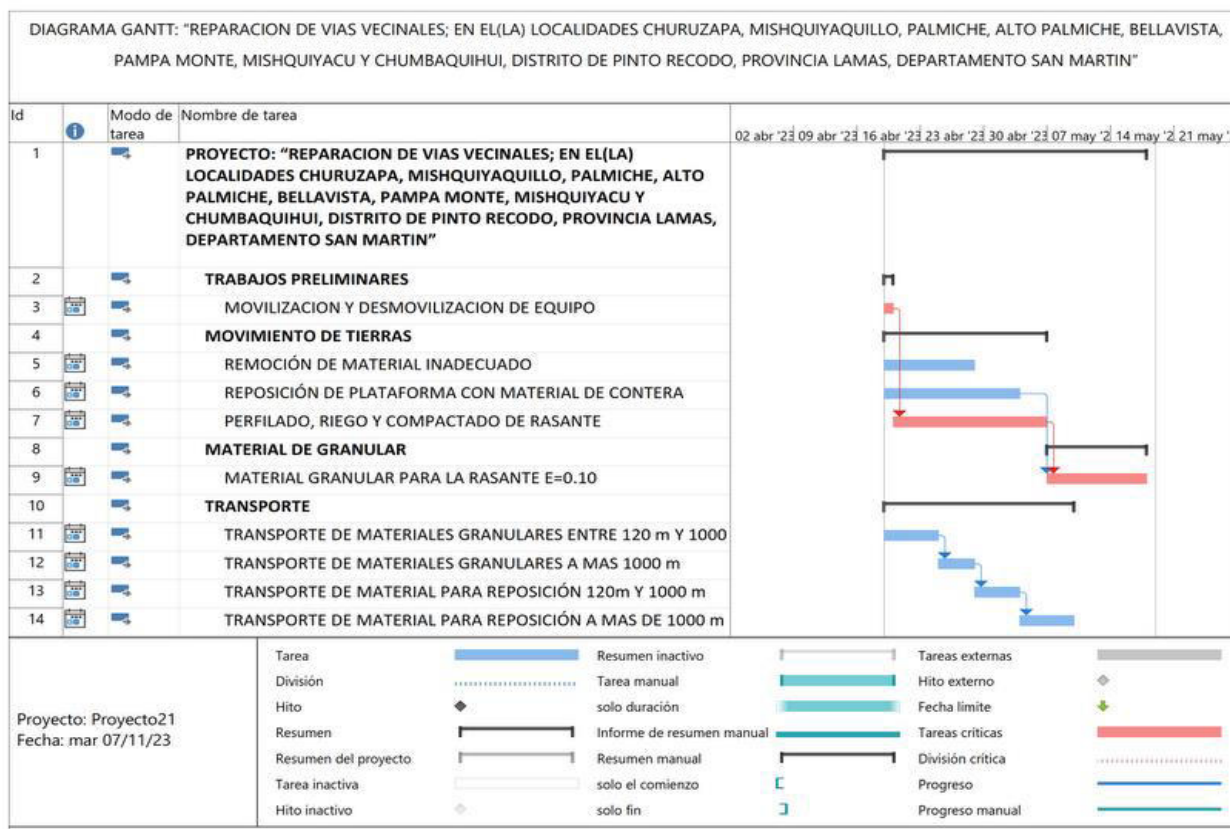 DIAGRAMA GANTT: “REPARACION DE VIAS VECINALES; EN EL(LA) LOCALIDADES CHURUZAPA, MISHQUIYAQUILLO, PALMICHE, ALTO PALMICHE, BELLAVISTA,
PAMPA MONTE, MISHQUIYACU Y CHUMBAQUIHUI, DISTRITO DE PINTO RECODO, PROVINCIA LAMAS, DEPARTAMENTO SAN MARTIN”
Id Modo de tarea Nombre de tarea
02 abr '23 09 abr '23 16 abr '23 23 abr '23 30 abr '23 07 may '2 14 may '2 21 may '
1 PROYECTO: “REPARACION DE VIAS VECINALES; EN EL(LA)
LOCALIDADES CHURUZAPA, MISHQUIYAQUILLO, PALMICHE, ALTO
PALMICHE, BELLAVISTA, PAMPA MONTE, MISHQUIYACU Y
CHUMBAQUIHUI, DISTRITO DE PINTO RECODO, PROVINCIA LAMAS,
DEPARTAMENTO SAN MARTIN”
2 TRABAJOS PRELIMINARES
3 MOVILIZACION Y DESMOVILIZACION DE EQUIPO
4 MOVIMIENTO DE TIERRAS
5 REMOCIÓN DE MATERIAL INADECUADO
6 REPOSICIÓN DE PLATAFORMA CON MATERIAL DE CONTERA
7 PERFILADO, RIEGO Y COMPACTADO DE RASANTE
8 MATERIAL DE GRANULAR
9 MATERIAL GRANULAR PARA LA RASANTE E=0.10
10 TRANSPORTE
11 TRANSPORTE DE MATERIALES GRANULARES ENTRE 120 m Y 1000
12 TRANSPORTE DE MATERIALES GRANULARES A MAS 1000 m
13 TRANSPORTE DE MATERIAL PARA REPOSICIÓN 120m Y 1000 m
14 TRANSPORTE DE MATERIAL PARA REPOSICIÓN A MAS DE 1000 m
Proyecto: Proyecto21
Fecha: mar 07/11/23
Tarea Resumen inactivo Tareas externas
División Tarea manual Hito externo
Hito solo duración Fecha límite
Resumen Informe de resumen manual Tareas críticas
Resumen del proyecto Resumen manual División crítica
Tarea inactiva solo el comienzo Progreso
Hito inactivo solo fin Progreso manual